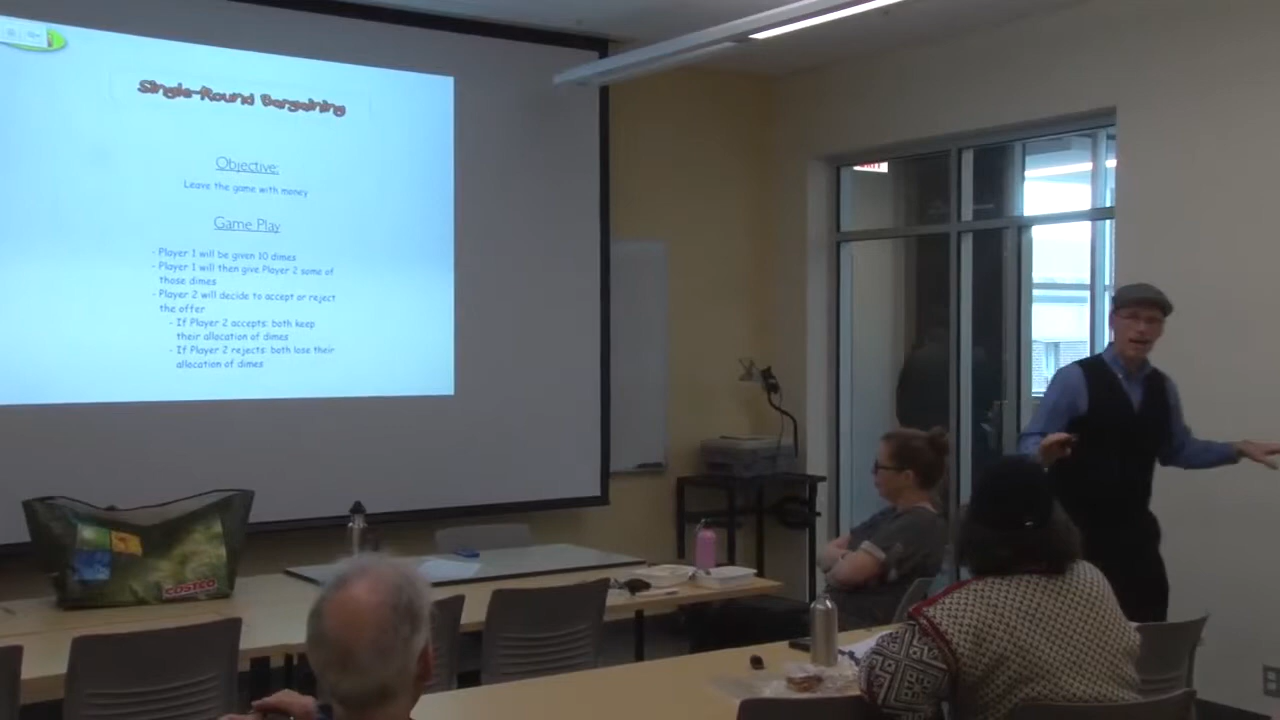 Single-Round Bargaining
Objective:
Leave the game with money
Game Play
- Player 1 will be given 10 dimes
- Player 1 will then give Player 2 some of
those dimes
- Player 2 will decide to accept or reject
the offer
- If Player 2 accepts: both keep
their allocation of dimes
- If Player 2 rejects: both lose their
allocation of dimes
EXIT
COSTCO